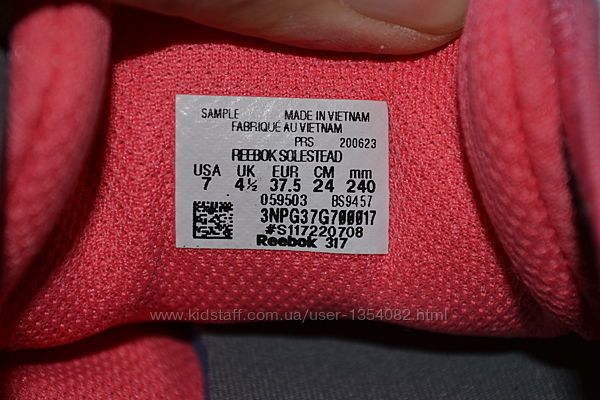 SAMPLE MADE IN VIETNAM
FABRIQUE AU VIETNAM
PRS 200623
REEBOK SOLESTEAD
USA UK EUR CM mm
7 4½ 37.5 24 240
059503 BS9457
3NPG37G700017
#S117220708
Reebok 317
www.kidstaff.com.ua/user-1354082.html